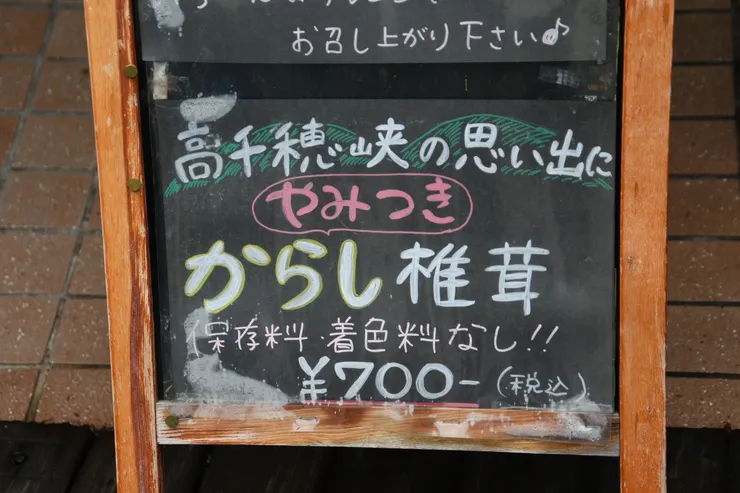 お召し上がり下さい♪
高千穂峡の思い出に
やみつき
からし椎茸
保存料・着色料なし!!
¥700-(税込)